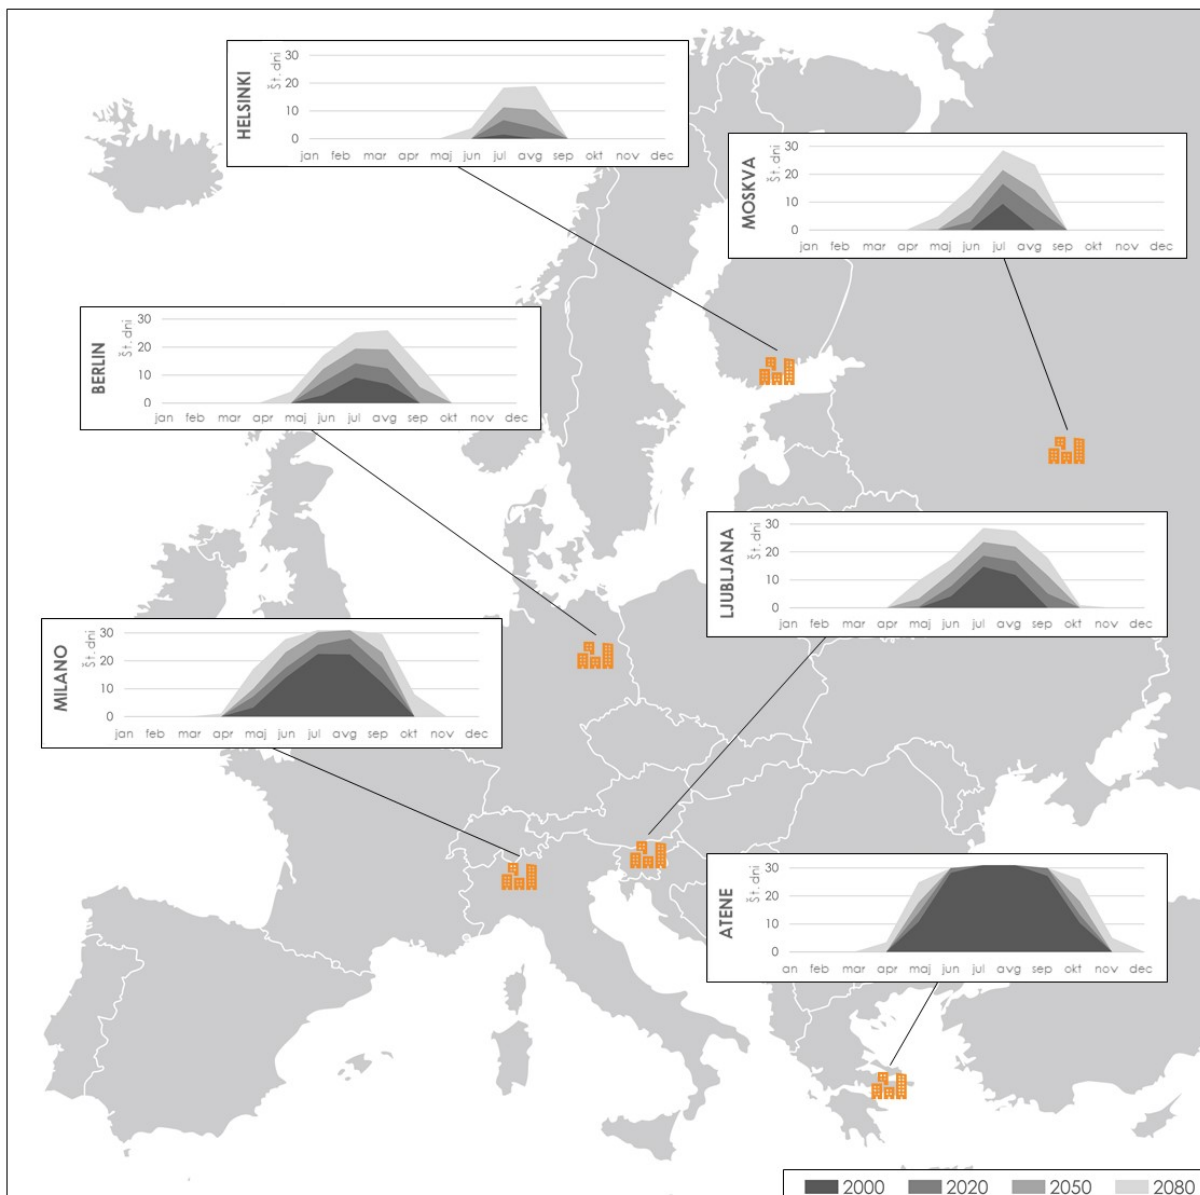 HELSINKI
Št. dni
30
20
10
0
jan feb mar apr maj jun jul avg sep okt nov dec
MOSKVA
Št. dni
30
20
10
0
jan feb mar apr maj jun jul avg sep okt nov dec
BERLIN
Št. dni
30
20
10
0
jan feb mar apr maj jun jul avg sep okt nov dec
LJUBLJANA
Št. dni
30
20
10
0
jan feb mar apr maj jun jul avg sep okt nov dec
MILANO
Št. dni
30
20
10
0
jan feb mar apr maj jun jul avg sep okt nov dec
ATENE
Št. dni
30
20
10
0
an feb mar apr maj jun jul avg sep okt nov dec
2000 2020 2050 2080